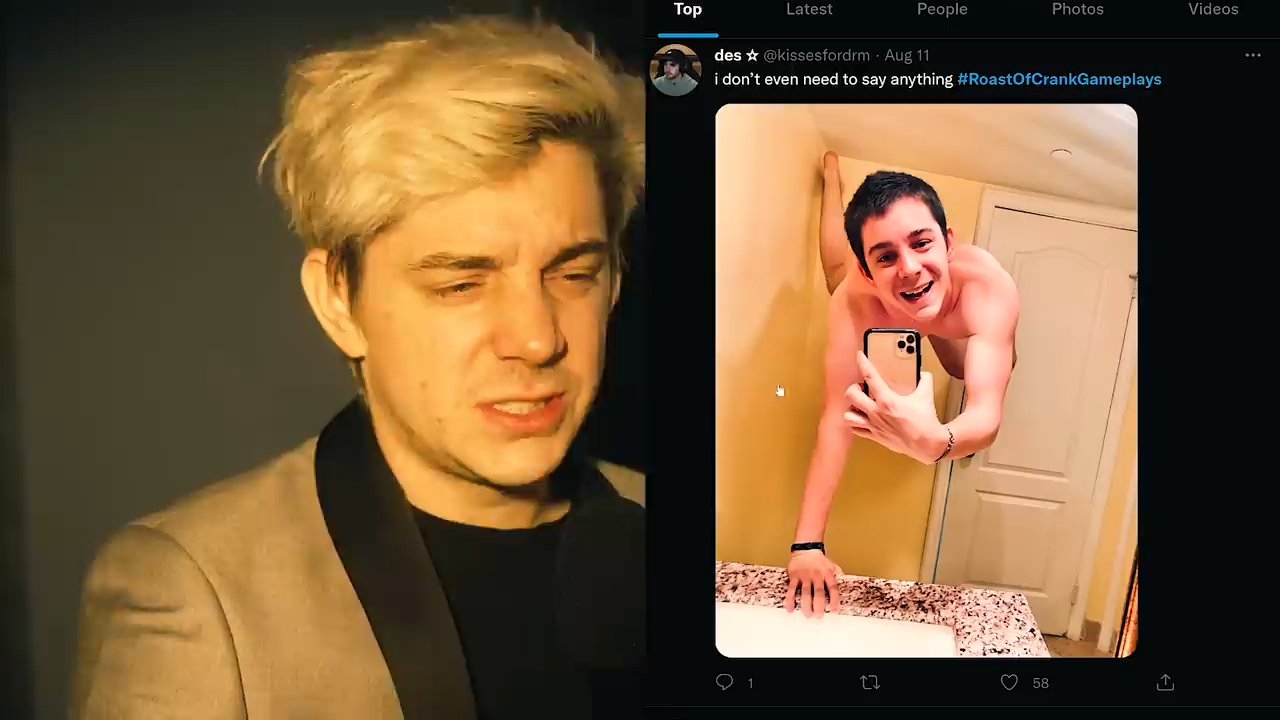 Top Latest People Photos Videos
des ☆ @kissesfordrm · Aug 11
i don't even need to say anything #RoastOfCrankGameplays
1 58